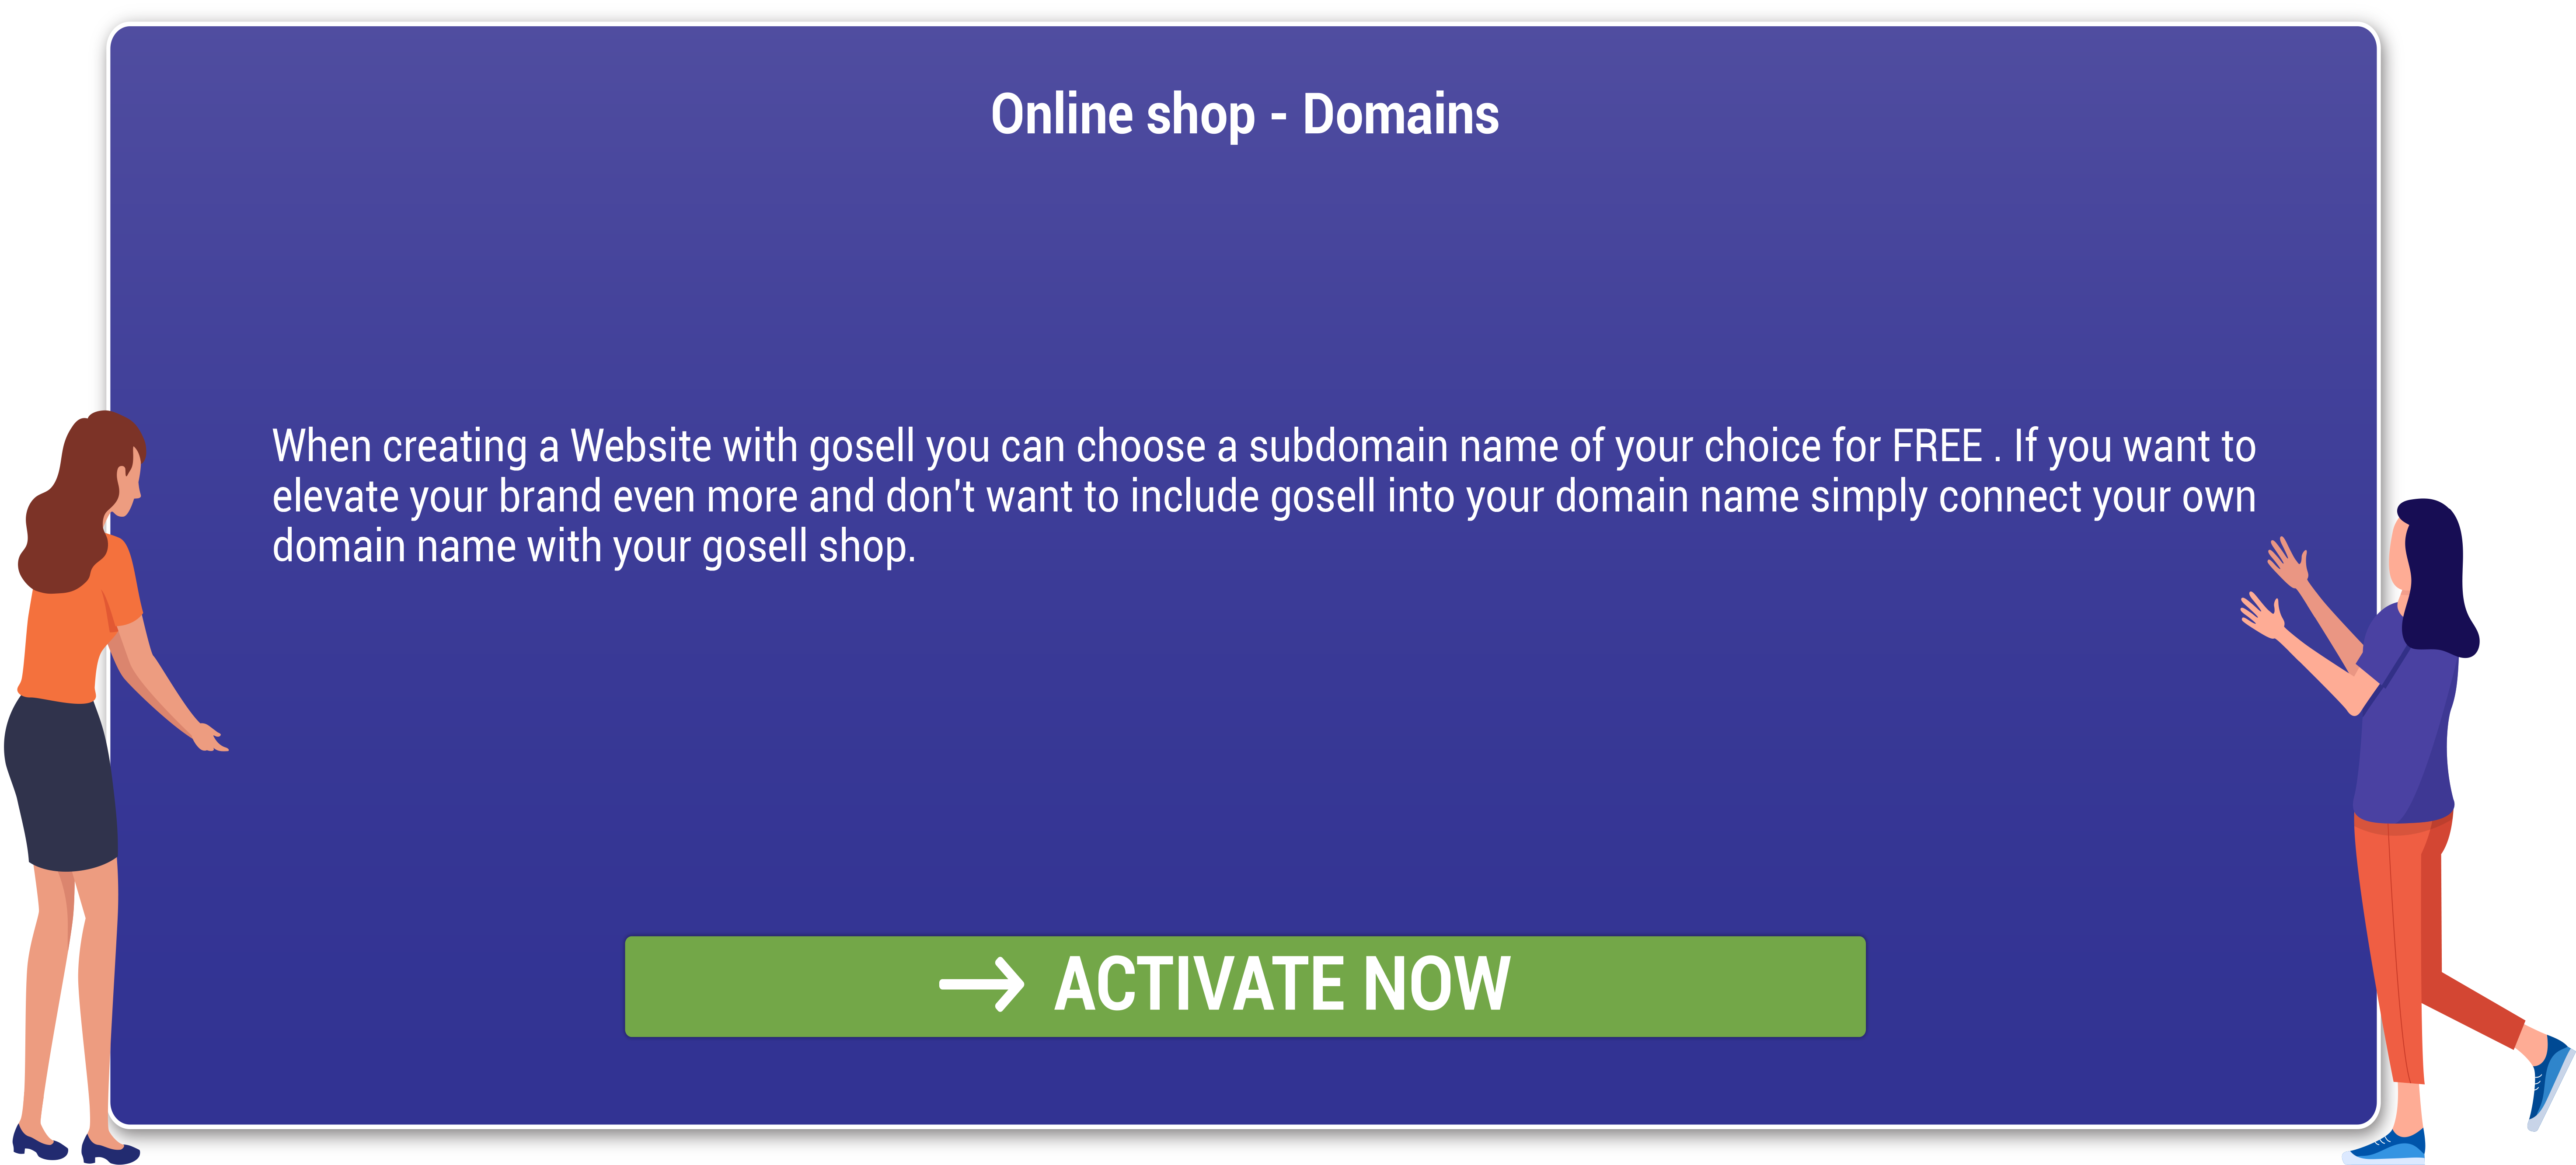 Online shop - Domains
When creating a Website with gosell you can choose a subdomain name of your choice for FREE . If you want to
elevate your brand even more and don't want to include gosell into your domain name simply connect your own
domain name with your gosell shop.
ACTIVATE NOW